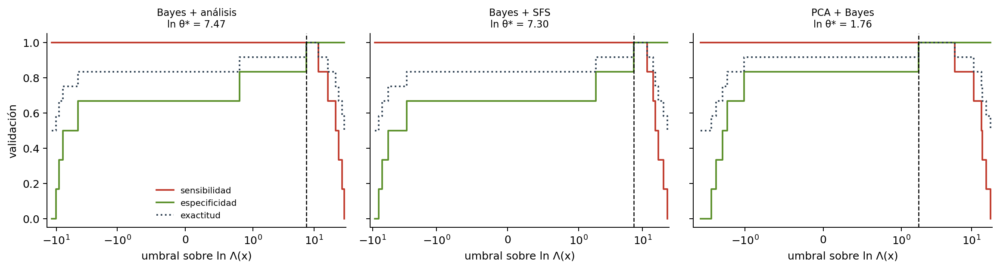 Bayes + análisis
ln θ* = 7.47
Bayes + SFS
ln θ* = 7.30
PCA + Bayes
ln θ* = 1.76
validación
1.0
0.8
0.6
0.4
0.2
0.0
sensibilidad
especificidad
exactitud
−10¹ −10⁰ 0 10⁰ 10¹
−10¹ −10⁰ 0 10⁰ 10¹
−10⁰ 0 10⁰ 10¹
umbral sobre ln Λ(x)
umbral sobre ln Λ(x)
umbral sobre ln Λ(x)